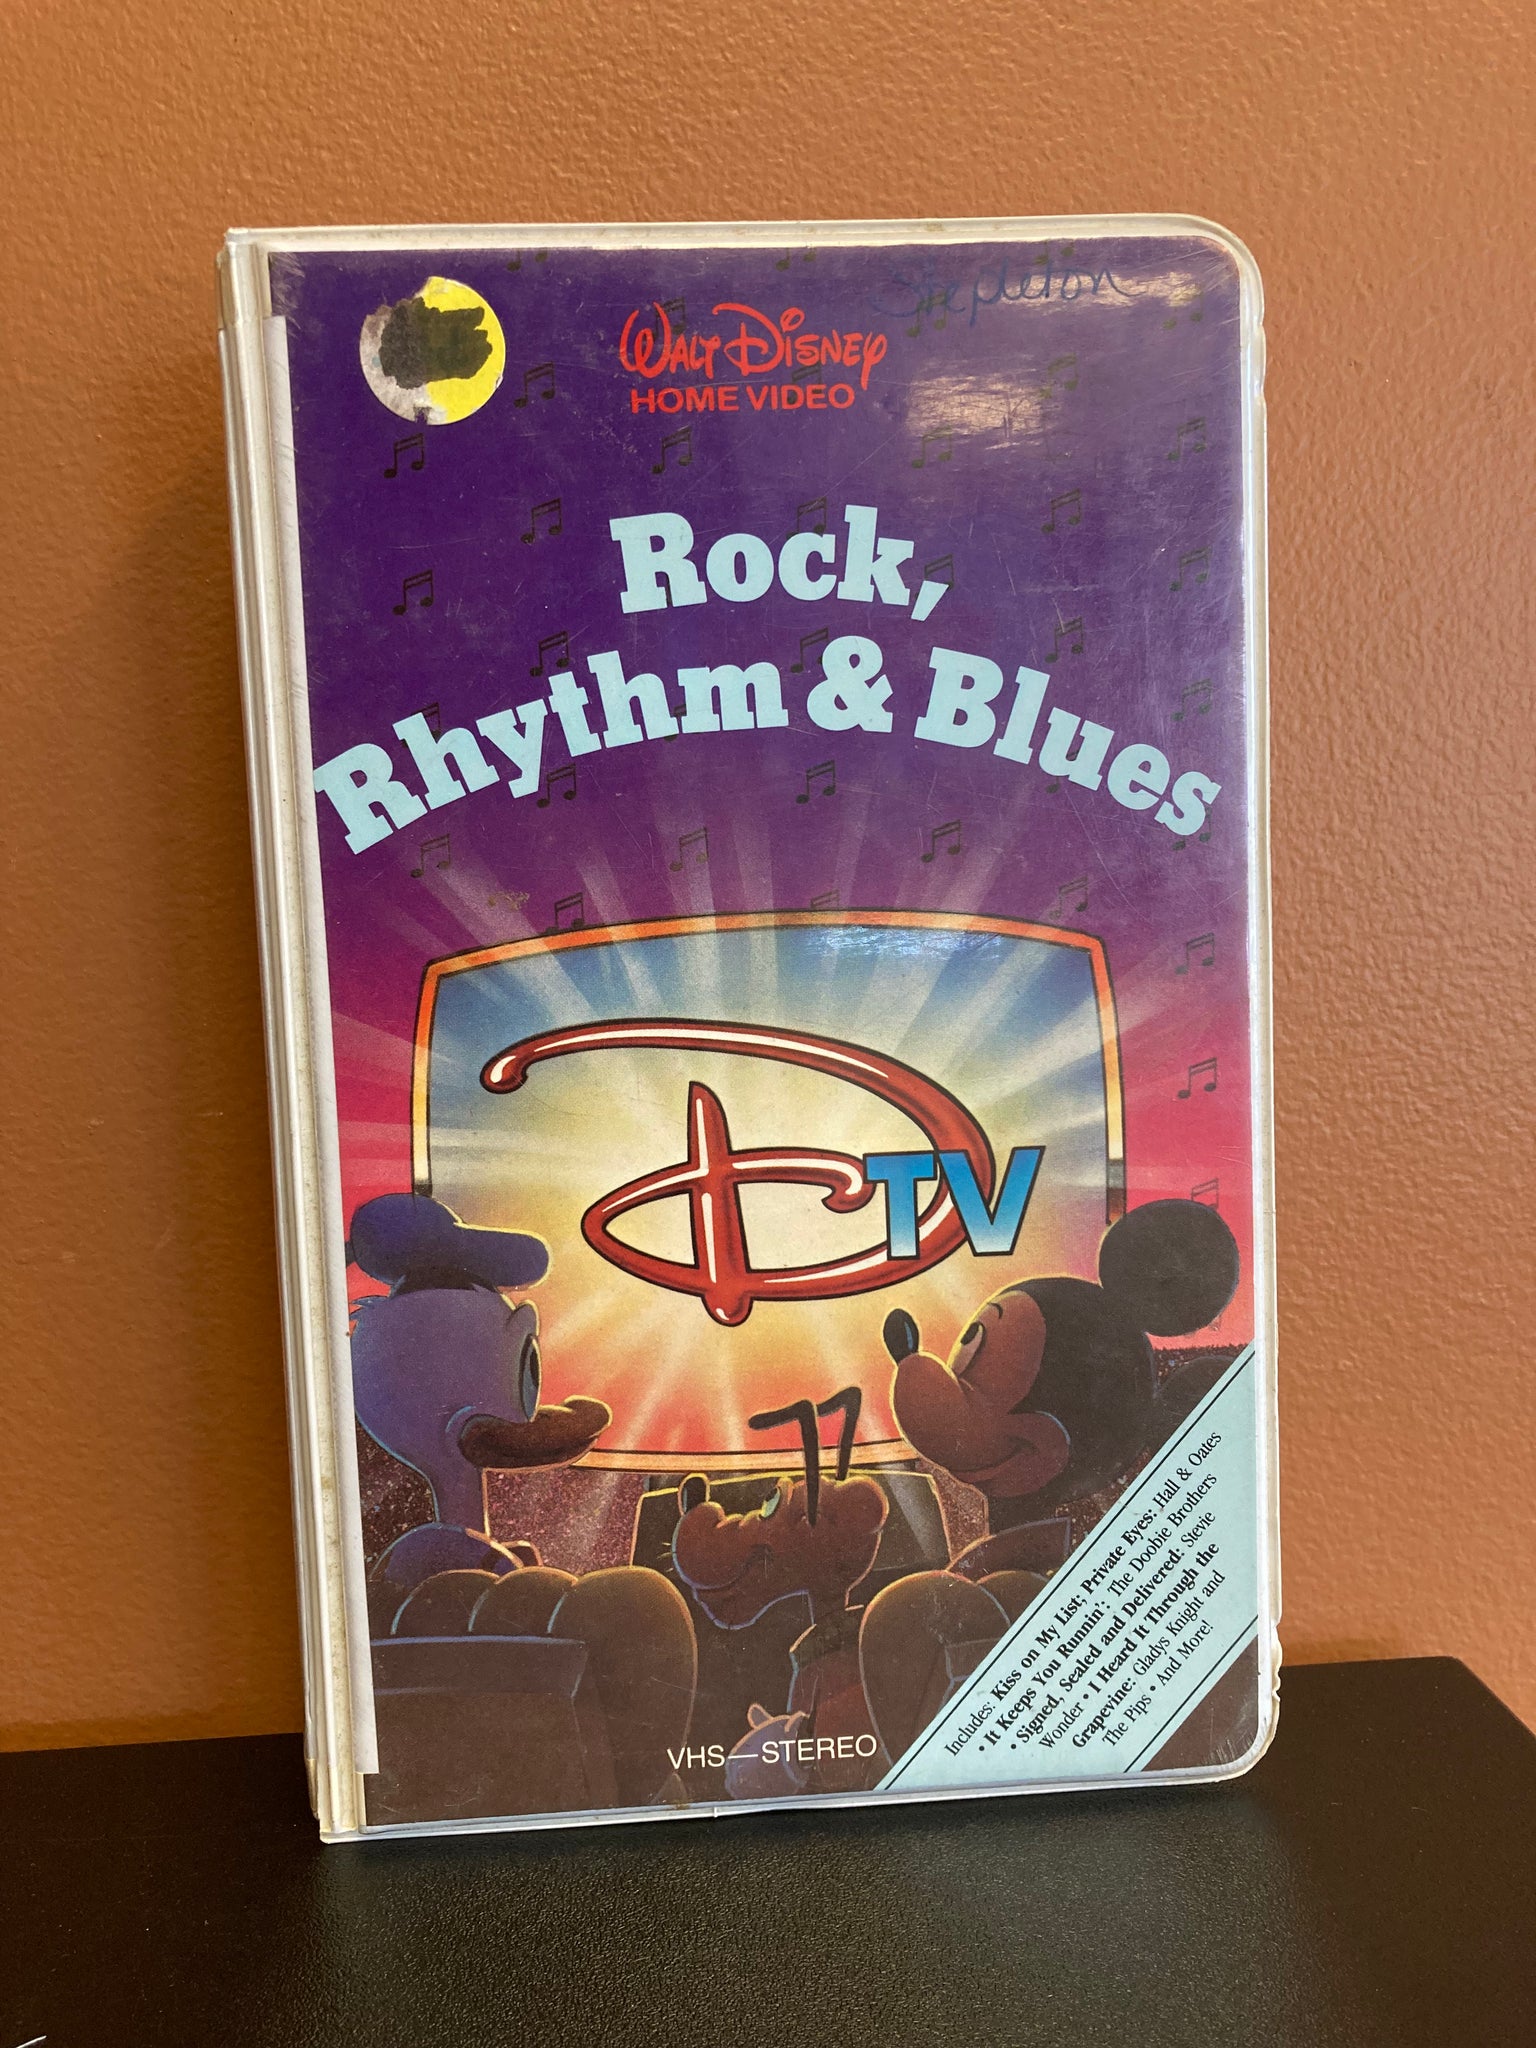 Stepleton
WALT DISNEY
HOME VIDEO
Rock,
Rhythm & Blues
DTV
Includes: Kiss on My List; Private Eyes: Hall & Oates
• It Keeps You Runnin': The Doobie Brothers
• Signed, Sealed and Delivered: Stevie
Wonder • I Heard It Through the
Grapevine: Gladys Knight and
The Pips • And More!
VHS—STEREO